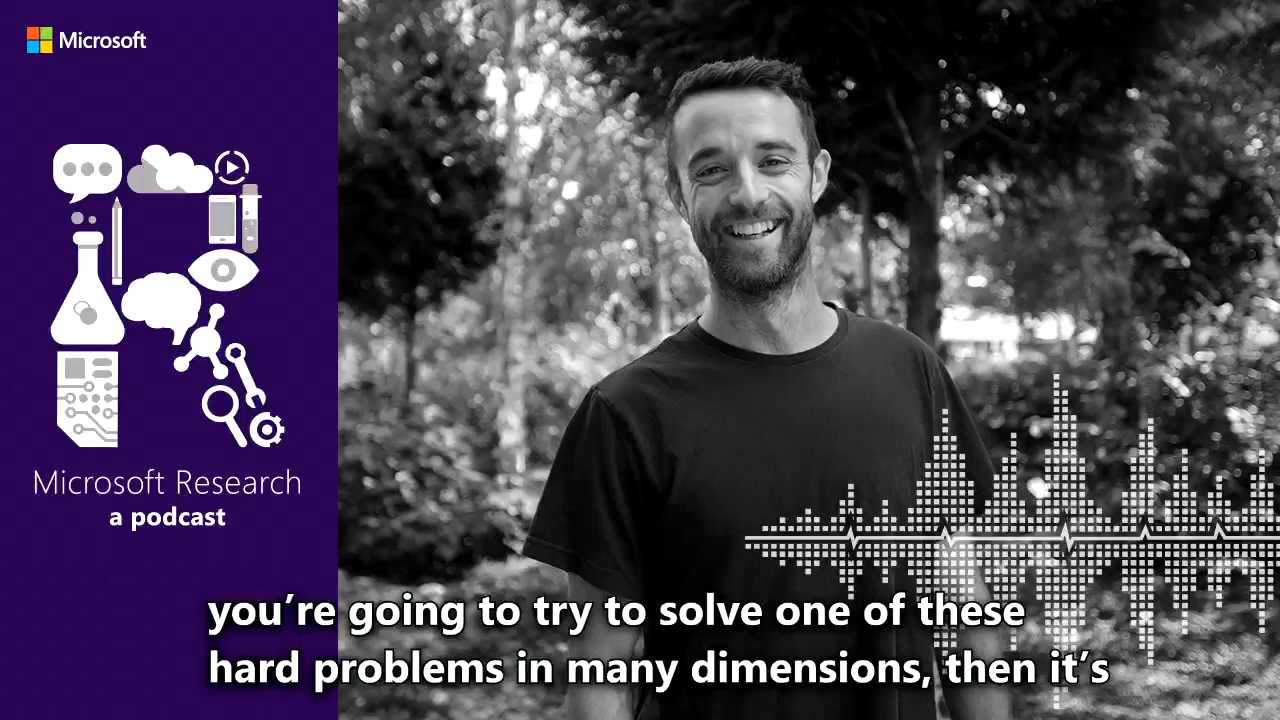 Microsoft
Microsoft Research
a podcast
you’re going to try to solve one of these
hard problems in many dimensions, then it’s